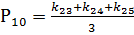 P₁₀ = (k₂₃+k₂₄+k₂₅)/3